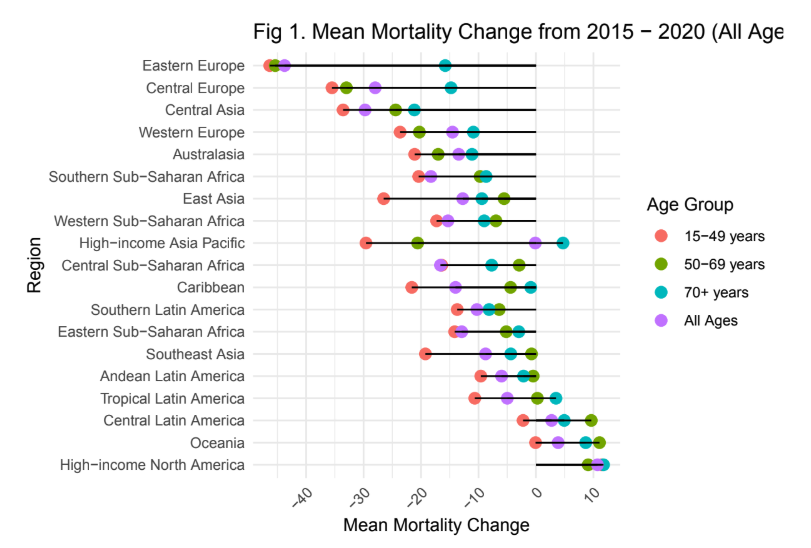 Fig 1. Mean Mortality Change from 2015 − 2020 (All Age
Eastern Europe
Central Europe
Central Asia
Western Europe
Australasia
Southern Sub−Saharan Africa
East Asia
Western Sub−Saharan Africa
High−income Asia Pacific
Central Sub−Saharan Africa
Caribbean
Southern Latin America
Eastern Sub−Saharan Africa
Southeast Asia
Andean Latin America
Tropical Latin America
Central Latin America
Oceania
High−income North America
Region
−40 −30 −20 −10 0 10
Mean Mortality Change
Age Group
15−49 years
50−69 years
70+ years
All Ages